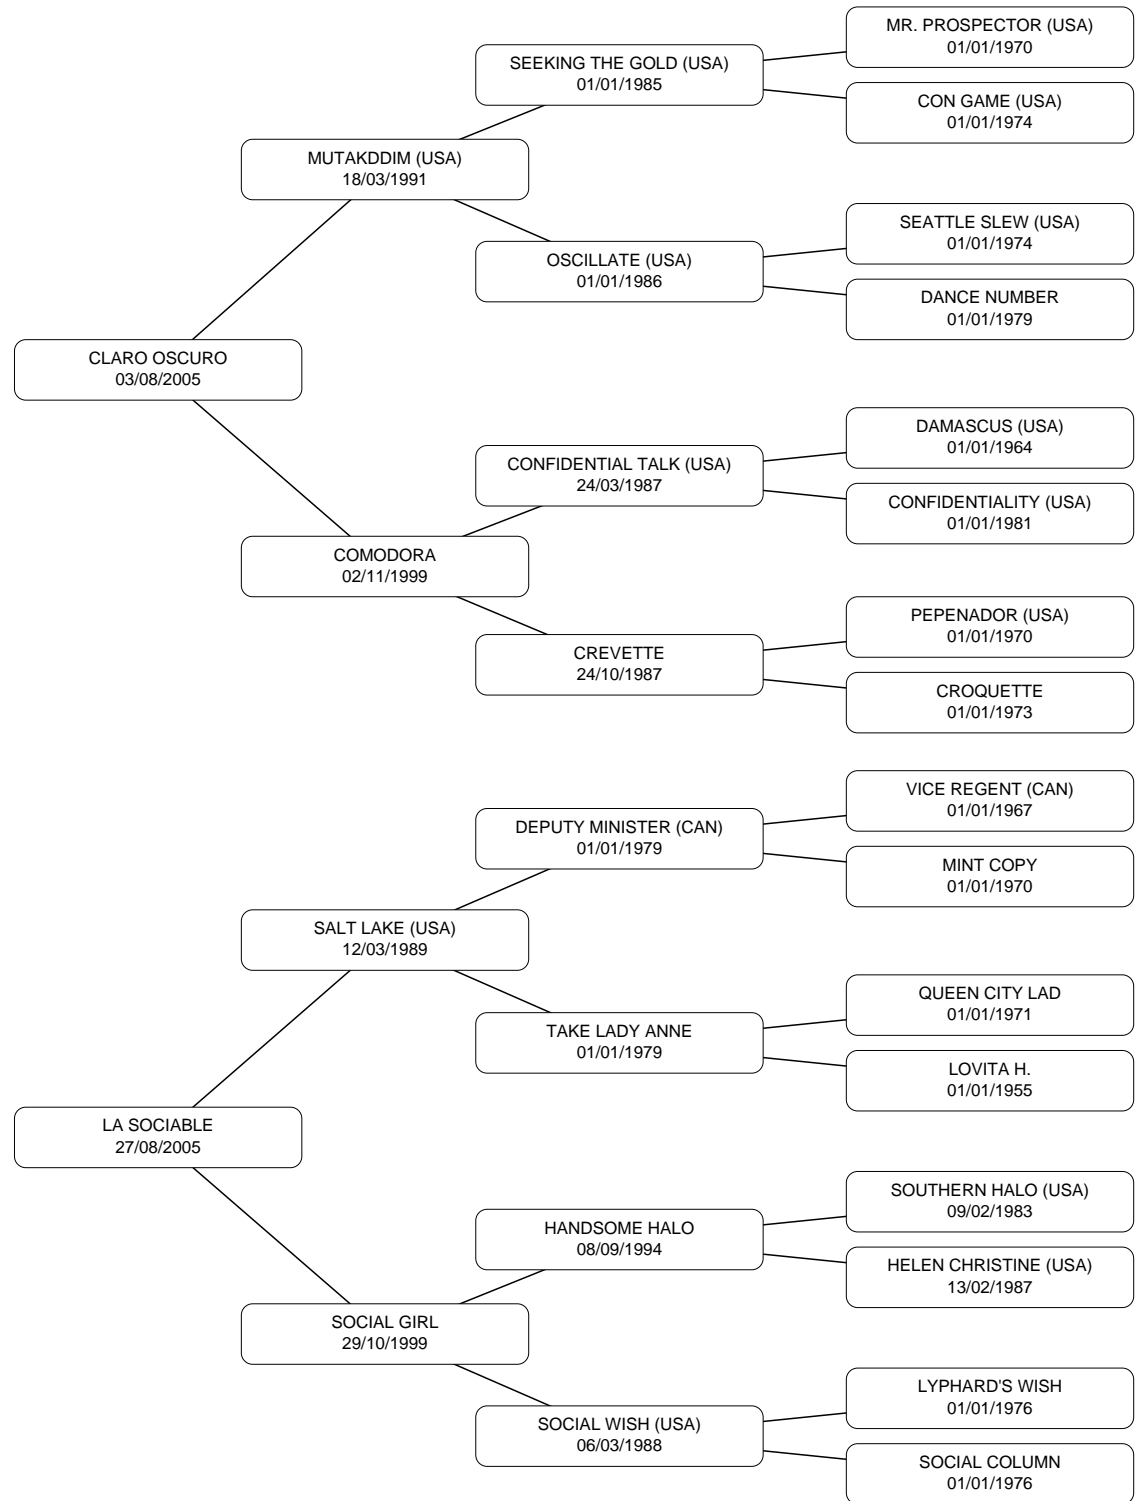 MR. PROSPECTOR (USA)
01/01/1970
SEEKING THE GOLD (USA)
01/01/1985
CON GAME (USA)
01/01/1974
MUTAKDDIM (USA)
18/03/1991
SEATTLE SLEW (USA)
01/01/1974
OSCILLATE (USA)
01/01/1986
DANCE NUMBER
01/01/1979
CLARO OSCURO
03/08/2005
DAMASCUS (USA)
01/01/1964
CONFIDENTIAL TALK (USA)
24/03/1987
CONFIDENTIALITY (USA)
01/01/1981
COMODORA
02/11/1999
PEPENADOR (USA)
01/01/1970
CREVETTE
24/10/1987
CROQUETTE
01/01/1973
VICE REGENT (CAN)
01/01/1967
DEPUTY MINISTER (CAN)
01/01/1979
MINT COPY
01/01/1970
SALT LAKE (USA)
12/03/1989
QUEEN CITY LAD
01/01/1971
TAKE LADY ANNE
01/01/1979
LOVITA H.
01/01/1955
LA SOCIABLE
27/08/2005
SOUTHERN HALO (USA)
09/02/1983
HANDSOME HALO
08/09/1994
HELEN CHRISTINE (USA)
13/02/1987
SOCIAL GIRL
29/10/1999
LYPHARD'S WISH
01/01/1976
SOCIAL WISH (USA)
06/03/1988
SOCIAL COLUMN
01/01/1976